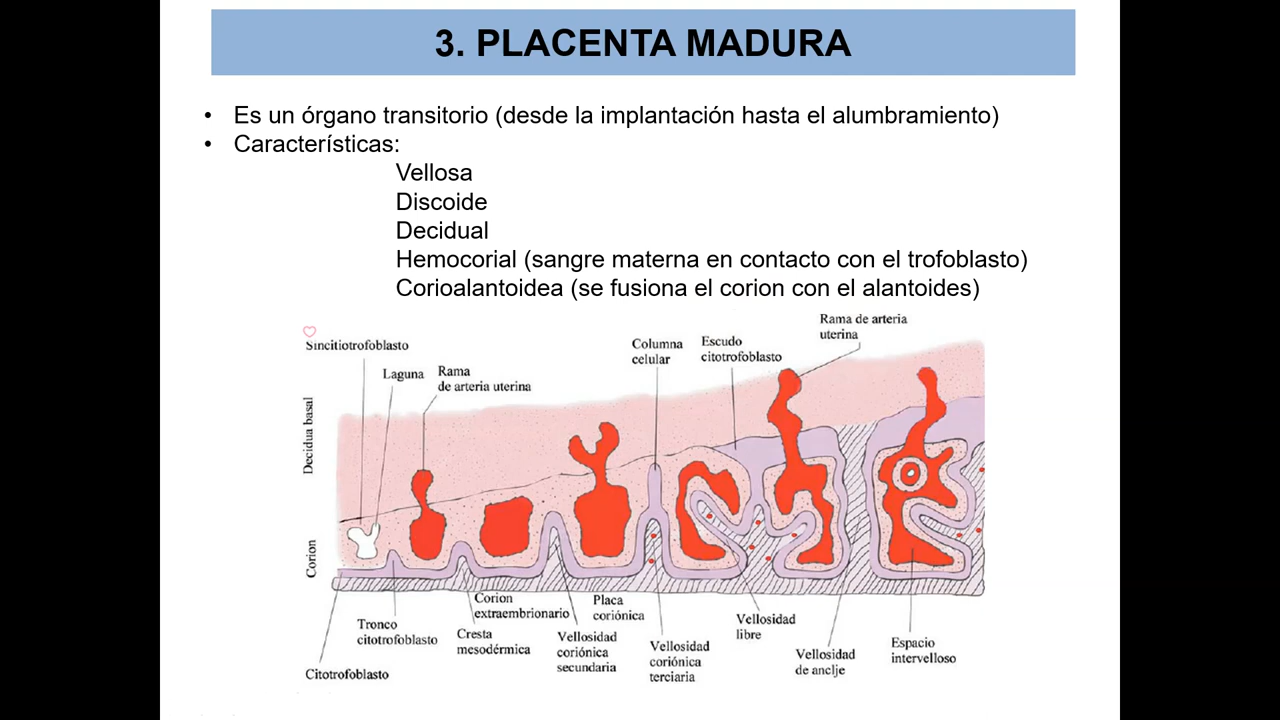 3. PLACENTA MADURA
• Es un órgano transitorio (desde la implantación hasta el alumbramiento)
• Características:
Vellosa
Discoide
Decidual
Hemocorial (sangre materna en contacto con el trofoblasto)
Corioalantoidea (se fusiona el corion con el alantoides)
Rama de arteria
uterina
Sincitiotrofoblasto
Columna
celular
Escudo
citotrofoblasto
Laguna
Rama
de arteria uterina
Decidua basal
Corion
Corion
extraembrionario
Placa
coriónica
Tronco
citotrofoblasto
Cresta
mesodérmica
Vellosidad
coriónica
secundaria
Vellosidad
coriónica
terciaria
Vellosidad
libre
Vellosidad
de anclje
Espacio
intervelloso
Citotrofoblasto